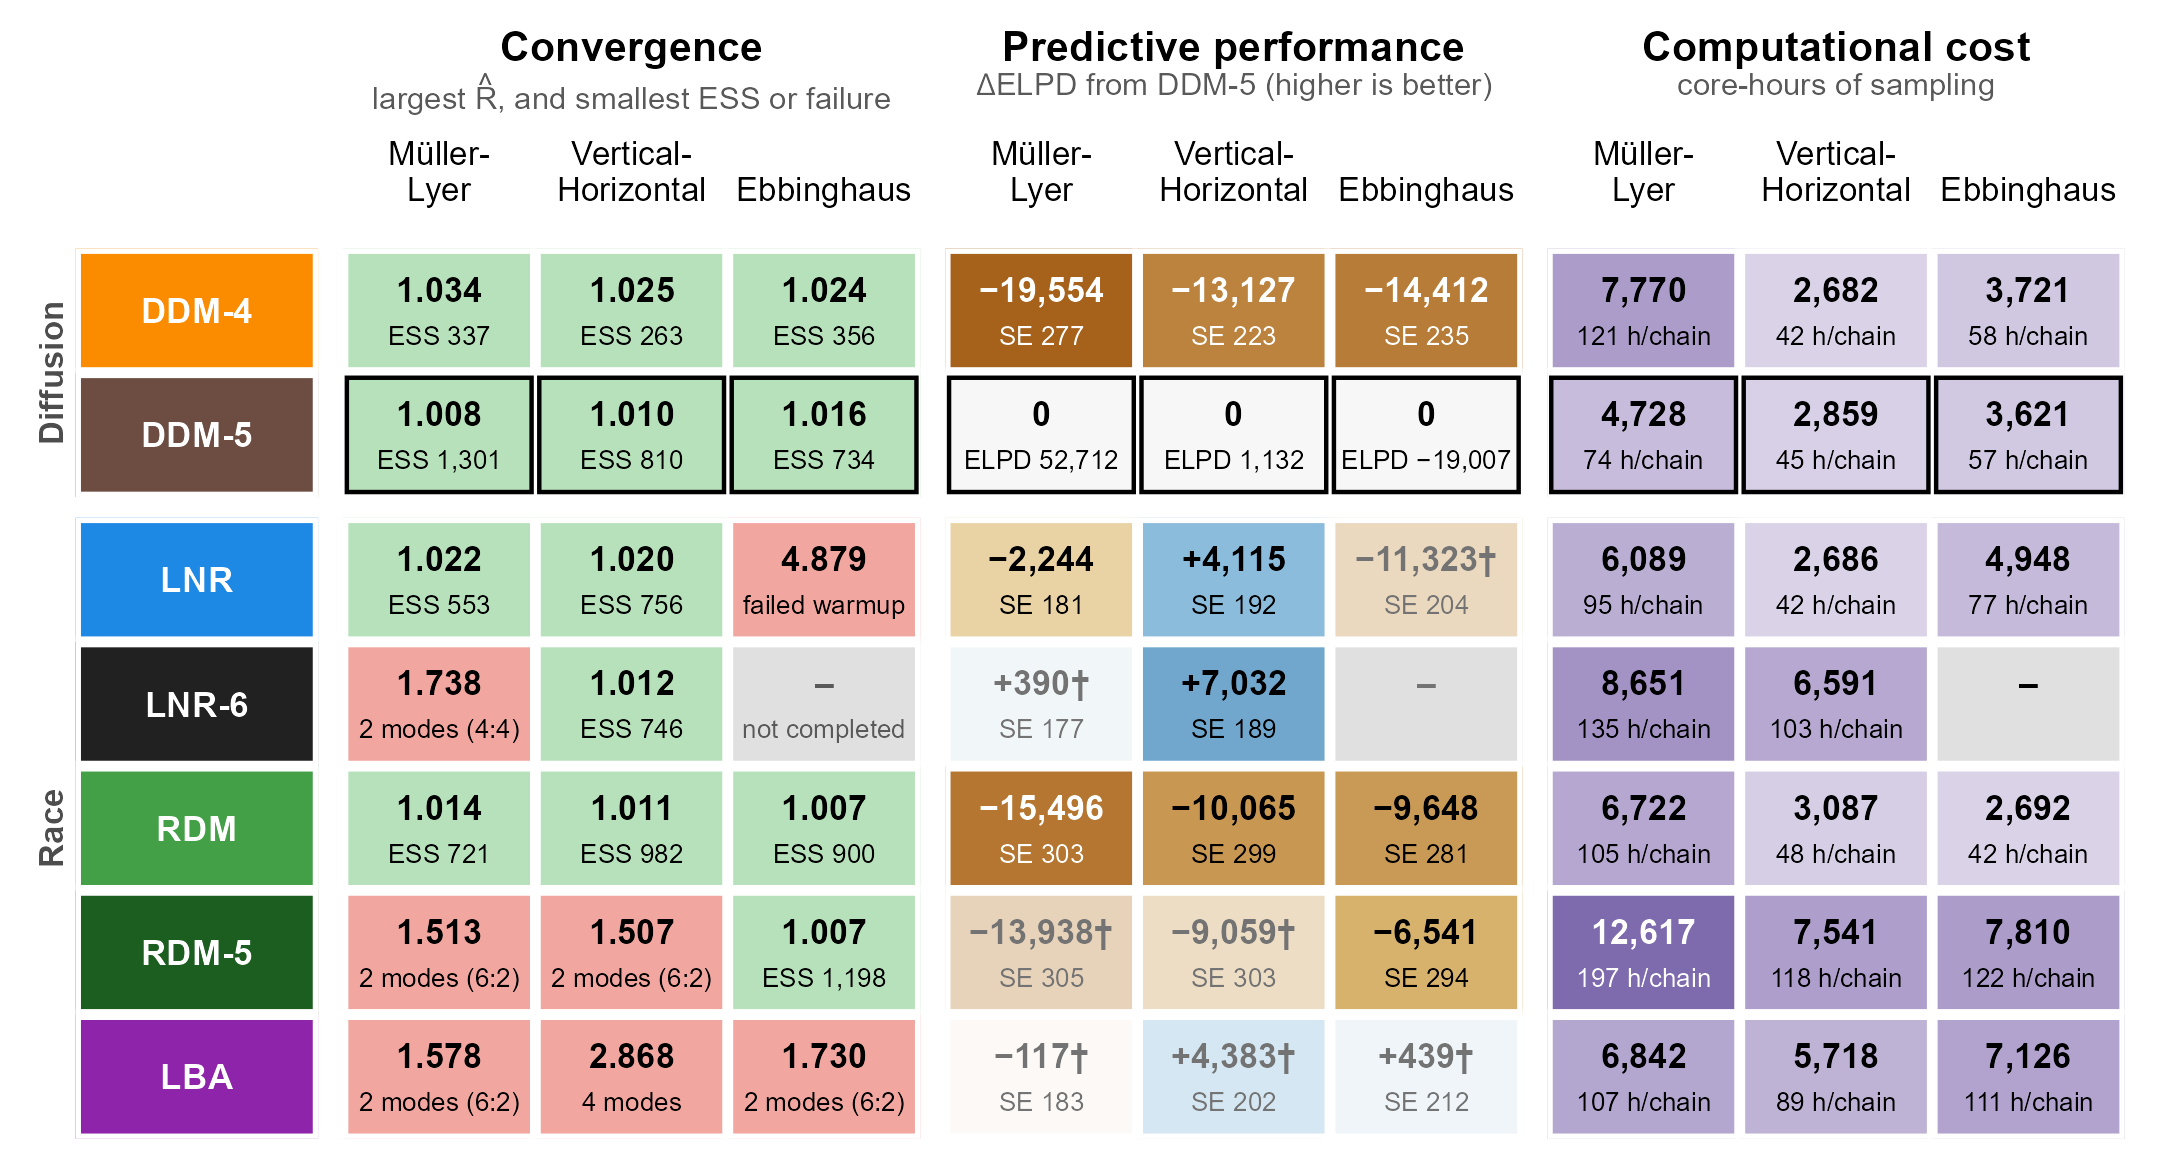 Convergence
largest R̂, and smallest ESS or failure
Predictive performance
ΔELPD from DDM-5 (higher is better)
Computational cost
core-hours of sampling
Müller-
Lyer
Vertical-
Horizontal
Ebbinghaus
Müller-
Lyer
Vertical-
Horizontal
Ebbinghaus
Müller-
Lyer
Vertical-
Horizontal
Ebbinghaus
Diffusion
DDM-4
1.034
ESS 337
1.025
ESS 263
1.024
ESS 356
−19,554
SE 277
−13,127
SE 223
−14,412
SE 235
7,770
121 h/chain
2,682
42 h/chain
3,721
58 h/chain
DDM-5
1.008
ESS 1,301
1.010
ESS 810
1.016
ESS 734
0
ELPD 52,712
0
ELPD 1,132
0
ELPD −19,007
4,728
74 h/chain
2,859
45 h/chain
3,621
57 h/chain
Race
LNR
1.022
ESS 553
1.020
ESS 756
4.879
failed warmup
−2,244
SE 181
+4,115
SE 192
−11,323†
SE 204
6,089
95 h/chain
2,686
42 h/chain
4,948
77 h/chain
LNR-6
1.738
2 modes (4:4)
1.012
ESS 746
–
not completed
+390†
SE 177
+7,032
SE 189
–
8,651
135 h/chain
6,591
103 h/chain
–
RDM
1.014
ESS 721
1.011
ESS 982
1.007
ESS 900
−15,496
SE 303
−10,065
SE 299
−9,648
SE 281
6,722
105 h/chain
3,087
48 h/chain
2,692
42 h/chain
RDM-5
1.513
2 modes (6:2)
1.507
2 modes (6:2)
1.007
ESS 1,198
−13,938†
SE 305
−9,059†
SE 303
−6,541
SE 294
12,617
197 h/chain
7,541
118 h/chain
7,810
122 h/chain
LBA
1.578
2 modes (6:2)
2.868
4 modes
1.730
2 modes (6:2)
−117†
SE 183
+4,383†
SE 202
+439†
SE 212
6,842
107 h/chain
5,718
89 h/chain
7,126
111 h/chain